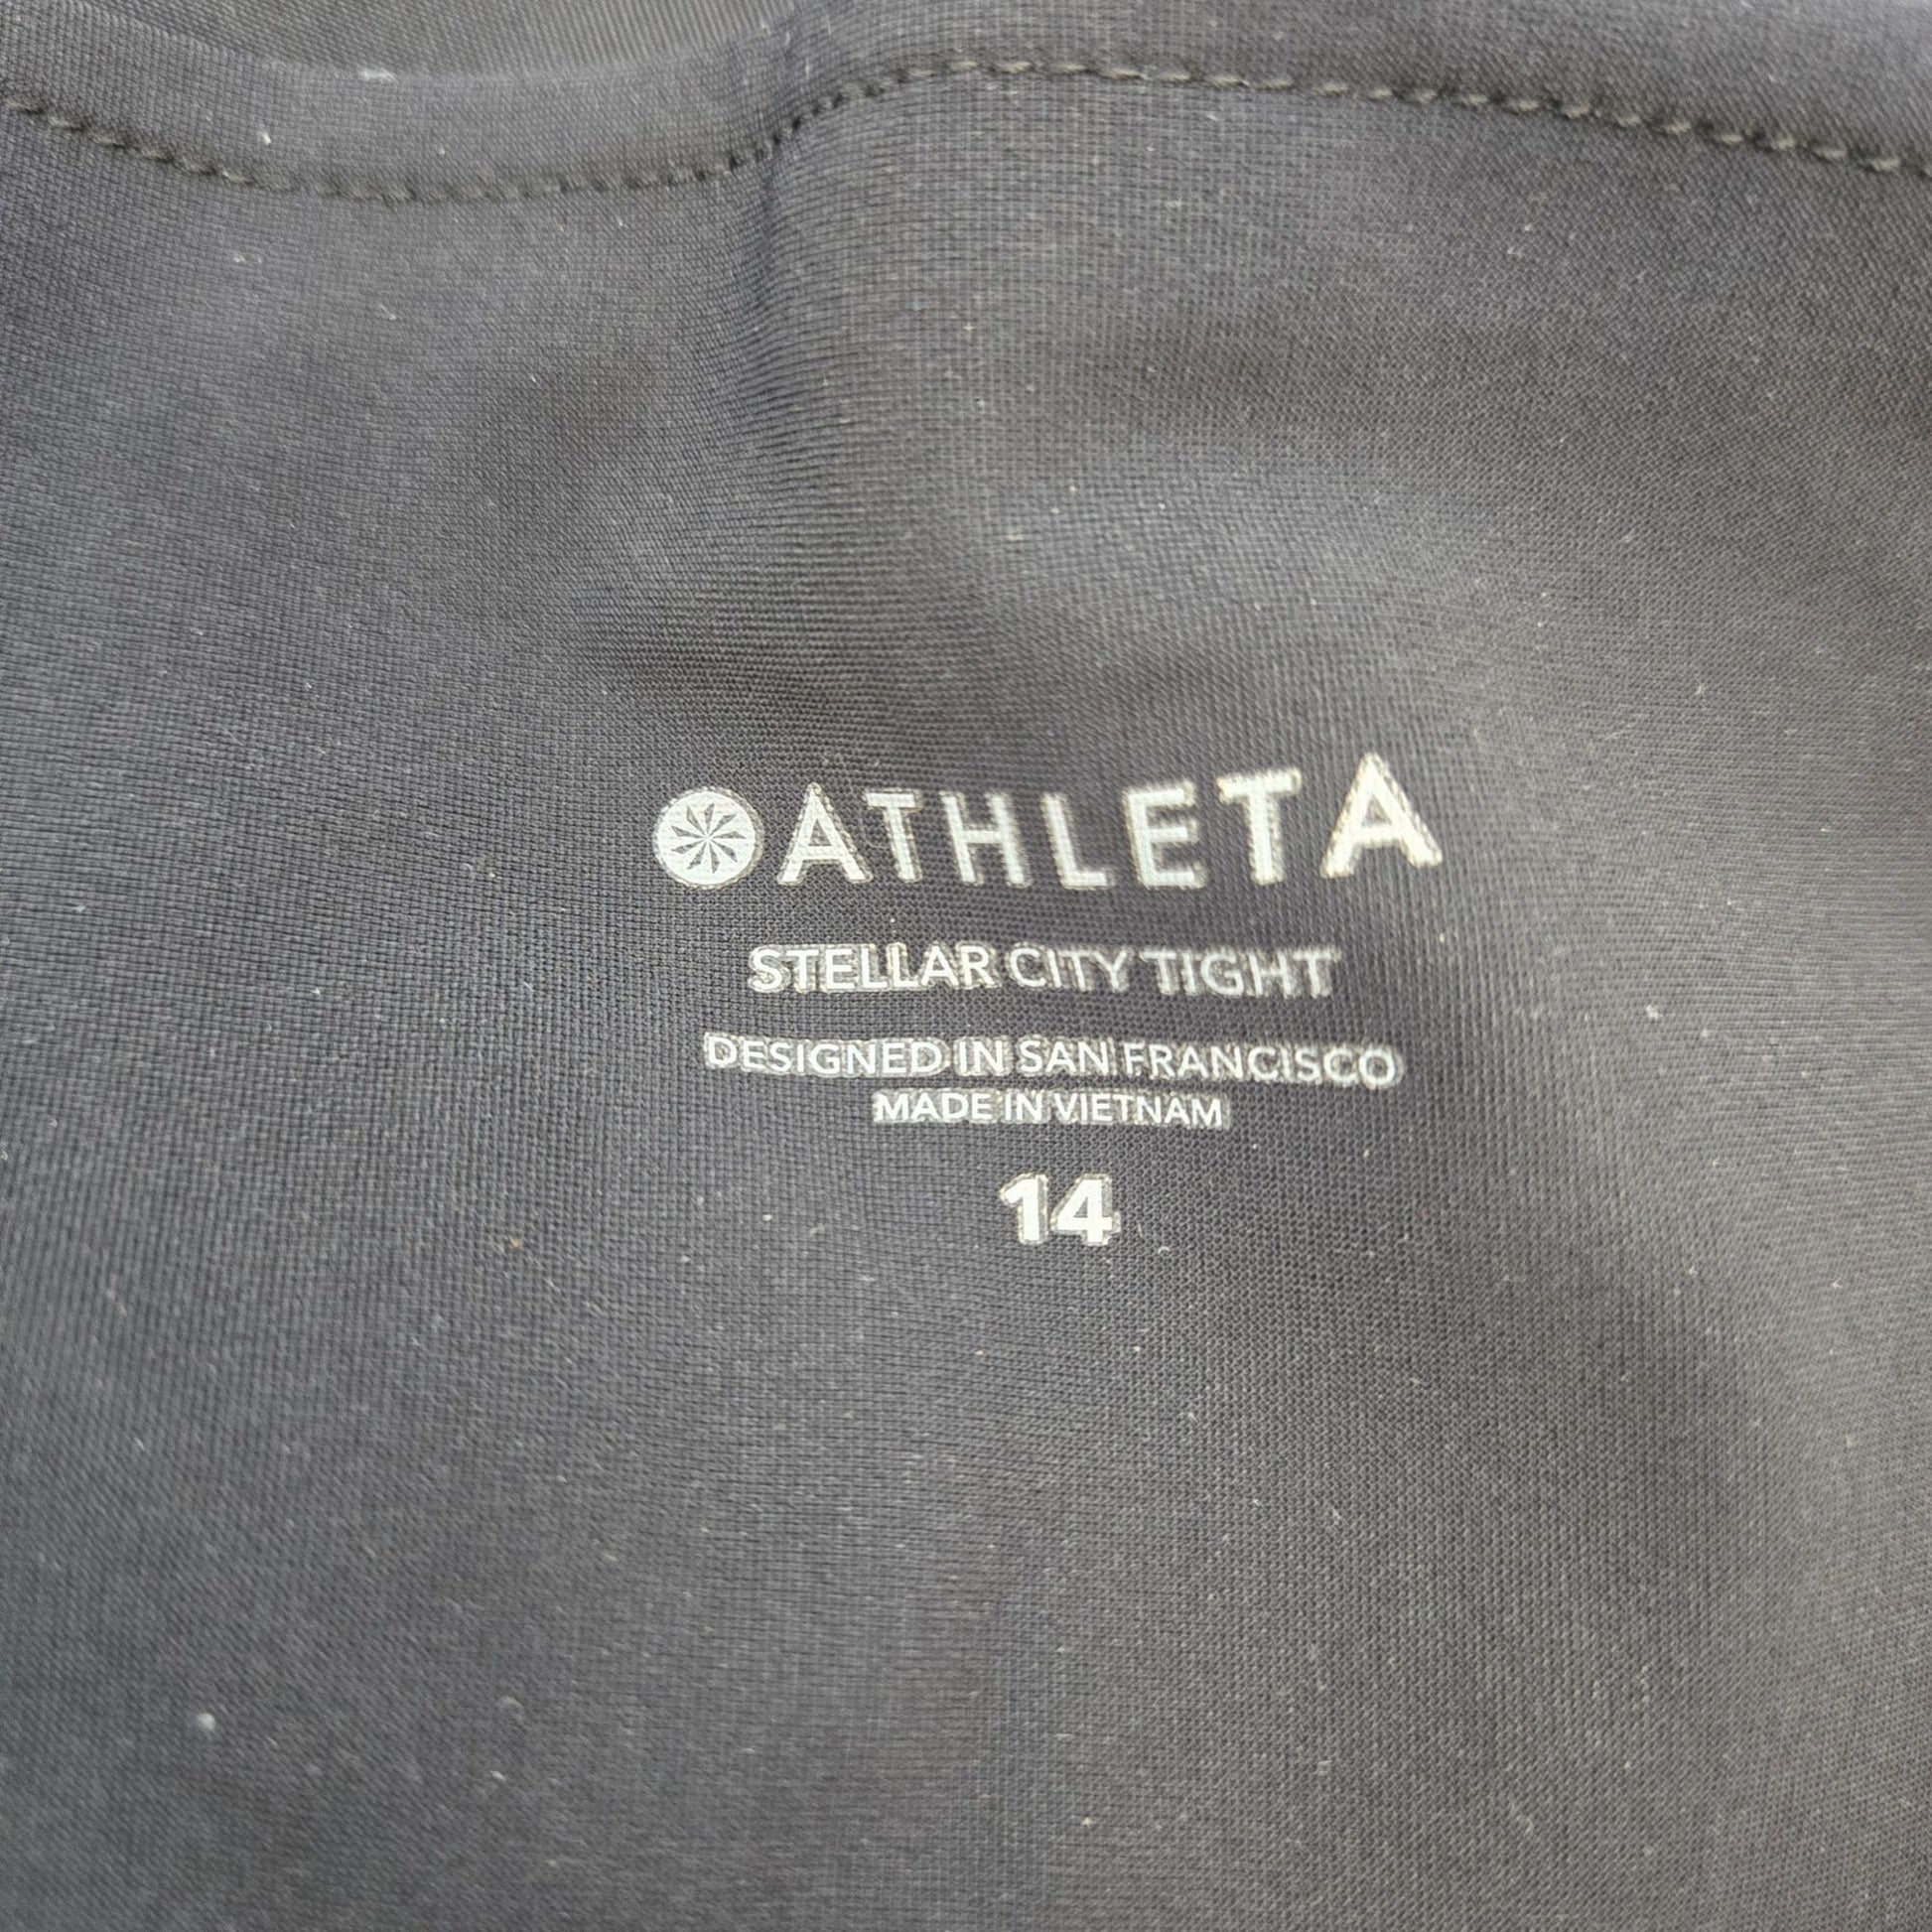 ATHLETA
STELLAR CITY TIGHT
DESIGNED IN SAN FRANCISCO
MADE IN VIETNAM
14